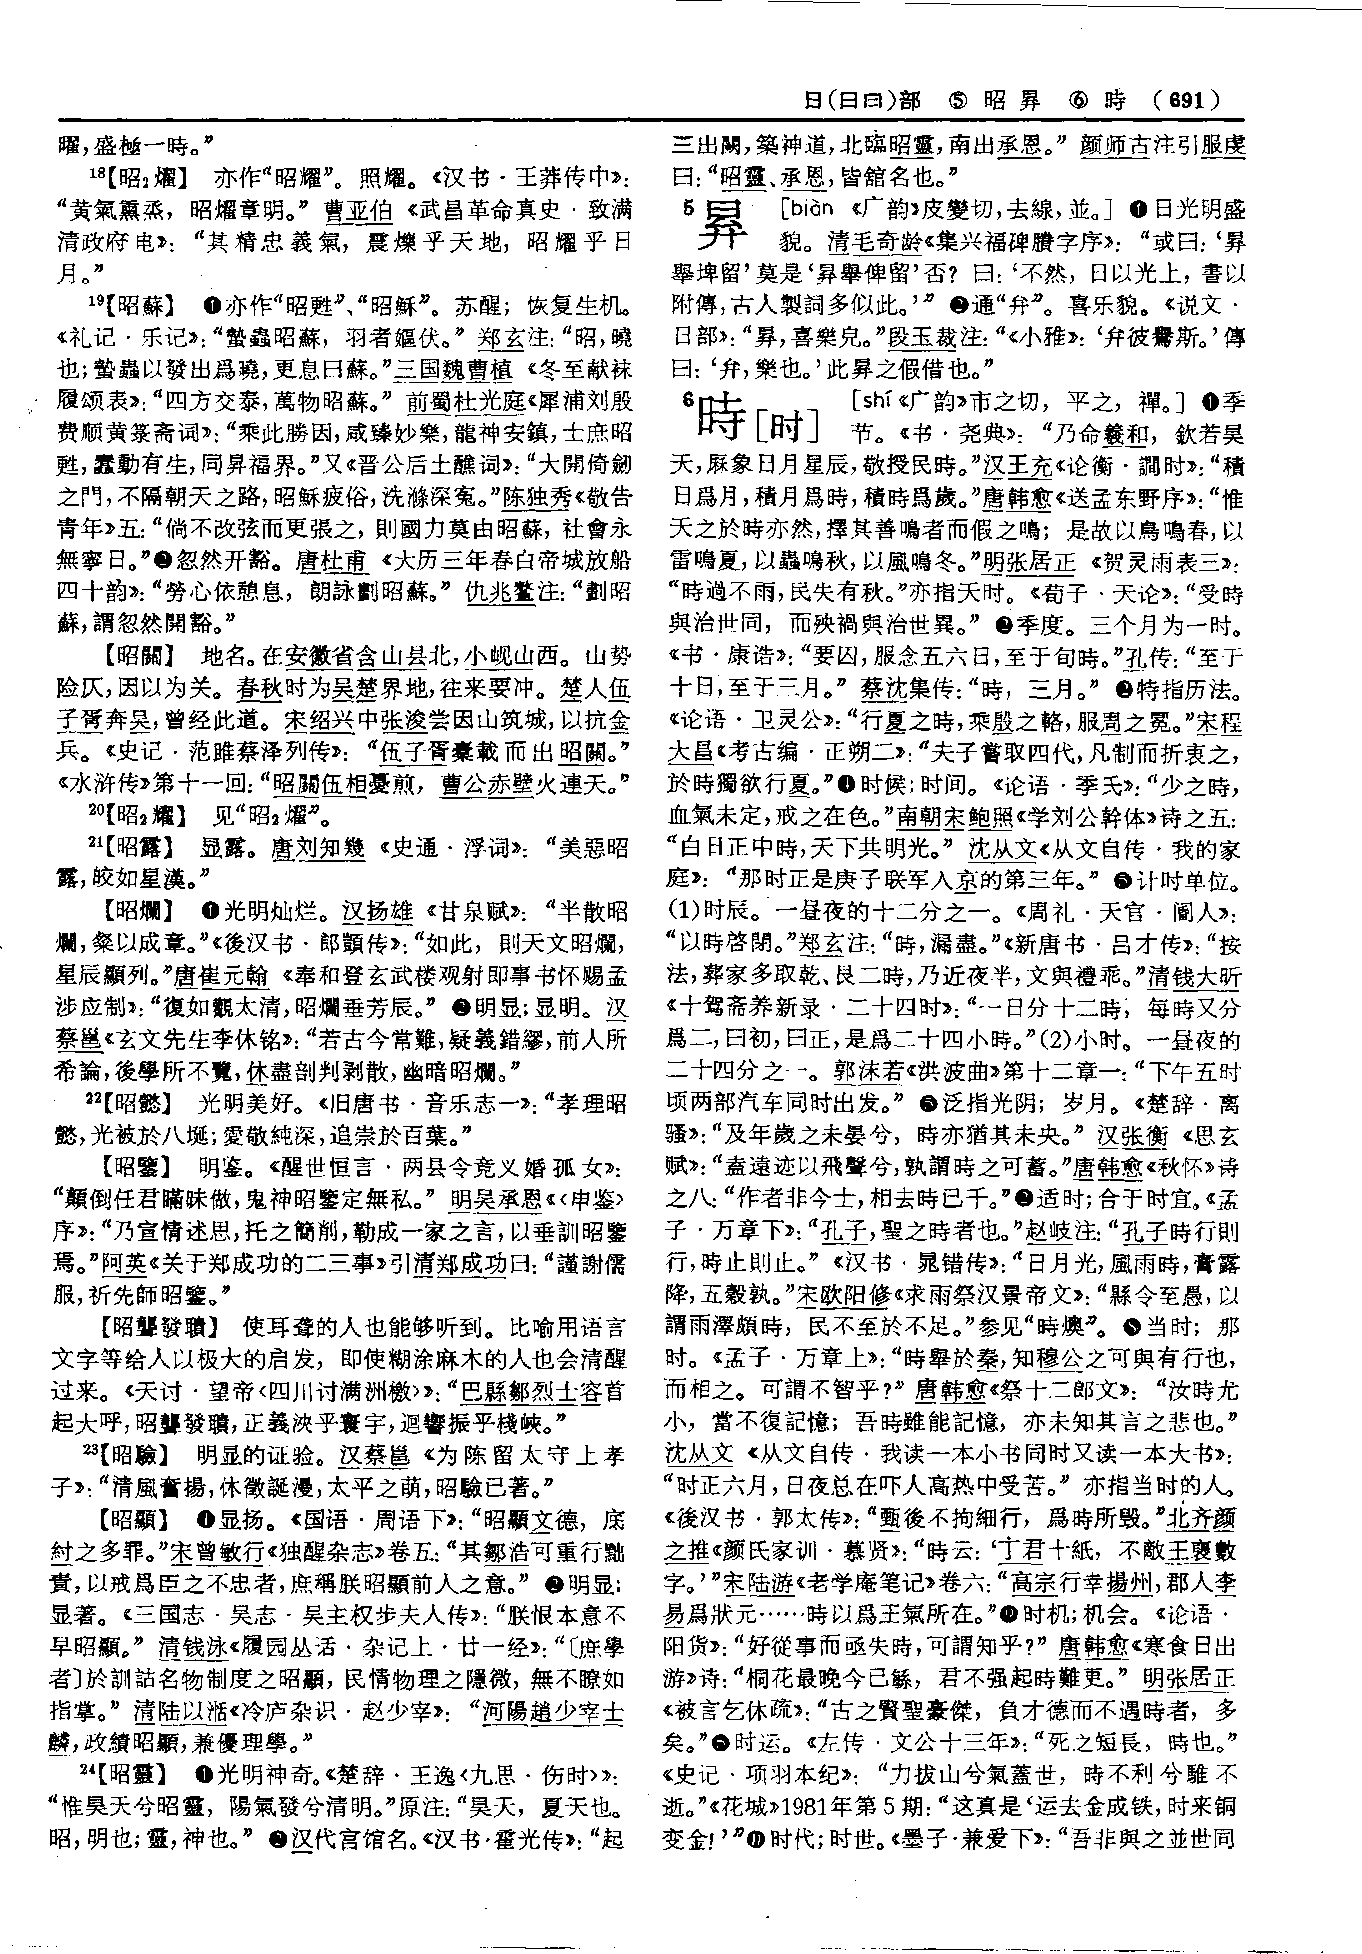 日(日曰)部 ⑤ 昭昪 ⑥ 時 (691)
曜,盛極一時。”
18【昭₂燿】 亦作“昭耀”。照耀。《汉书·王莽传中》:
“黄氣熏烝,昭燿章明。” 曹亚伯《武昌革命真史·致满
清政府电》: “其精忠義氣,震爍乎天地,昭耀乎日
月。”
19【昭蘇】 ❶亦作“昭甦”、“昭穌”。苏醒;恢复生机。
《礼记·乐记》:“蟄蟲昭蘇,羽者嫗伏。” 郑玄注:“昭,曉
也;蟄蟲以發出爲曉,更息曰蘇。”三国魏曹植《冬至献袜
履颂表》:“四方交泰,萬物昭蘇。” 前蜀杜光庭《犀浦刘殷
费顺黄箓斋词》:“乘此勝因,咸臻妙樂,龍神安鎮,士庶昭
甦,蠢動有生,同昇福界。”又《晋公后土醮词》:“大開倚劒
之門,不隔朝天之路,昭穌疲俗,洗滌深寃。”陈独秀《敬告
青年》五:“倘不改弦而更張之,則國力莫由昭蘇,社會永
無寧日。”❷忽然开豁。唐杜甫《大历三年春白帝城放船
四十韵》:“勞心依憩息,朗詠劃昭蘇。” 仇兆鳌注:“劃昭
蘇,謂忽然開豁。”
【昭關】 地名。在安徽省含山县北,小岘山西。山势
险仄,因以为关。春秋时为吴楚界地,往来要冲。楚人伍
子胥奔吴,曾经此道。宋绍兴中张浚尝因山筑城,以抗金
兵。《史记·范雎蔡泽列传》: “伍子胥橐載而出昭關。”
《水浒传》第十一回:“昭關伍相憂煎,曹公赤壁火連天。”
20【昭₂耀】 见“昭₂燿”。
21【昭露】 显露。唐刘知幾《史通·浮词》: “美惡昭
露,皎如星漢。”
【昭爛】 ❶光明灿烂。汉扬雄《甘泉赋》: “半散昭
爛,粲以成章。”《後汉书·郎顗传》:“如此,則天文昭爛,
星辰顯列。”唐崔元翰《奉和登玄武楼观射即事书怀赐孟
涉应制》:“復如觀太清,昭爛垂芳辰。” ❷明显;显明。汉
蔡邕《玄文先生李休铭》:“若古今常難,疑義錯繆,前人所
希論,後學所不覽,休盡剖判剥散,幽暗昭爛。”
22【昭懿】 光明美好。《旧唐书·音乐志一》:“孝理昭
懿,光被於八埏;愛敬純深,追崇於百葉。”
【昭鑒】 明鉴。《醒世恒言·两县令竞义婚孤女》:
“顛倒任君瞞昧做,鬼神昭鑒定無私。” 明吴承恩《〈申鉴〉
序》:“乃宣情述思,托之簡削,勒成一家之言,以垂訓昭鑒
焉。”阿英《关于郑成功的二三事》引清郑成功曰:“謹謝儒
服,祈先師昭鑒。”
【昭聾發聵】 使耳聋的人也能够听到。比喻用语言
文字等给人以极大的启发,即使糊涂麻木的人也会清醒
过来。《天讨·望帝〈四川讨满洲檄〉》:“巴縣鄒烈士容首
起大呼,昭聾發聵,正義泱乎寰宇,迴響振乎棧峽。”
23【昭驗】 明显的证验。汉蔡邕《为陈留太守上孝
子》:“清風奮揚,休徵誕漫,太平之萌,昭驗已著。”
【昭顯】 ❶显扬。《国语·周语下》:“昭顯文德,底
紂之多罪。”宋曾敏行《独醒杂志》卷五:“其鄒浩可重行黜
責,以戒爲臣之不忠者,庶稱朕昭顯前人之意。” ❷明显;
显著。《三国志·吴志·吴主权步夫人传》:“朕恨本意不
早昭顯。” 清钱泳《履园丛话·杂记上·廿一经》:“〔庶學
者〕於訓詁名物制度之昭顯,民情物理之隱微,無不瞭如
指掌。” 清陆以湉《冷庐杂识·赵少宰》: “河陽趙少宰士
麟,政績昭顯,兼優理學。”
24【昭靈】 ❶光明神奇。《楚辞·王逸〈九思·伤时〉》:
“惟昊天兮昭靈,陽氣發兮清明。”原注:“昊天,夏天也。
昭,明也;靈,神也。” ❷汉代宫馆名。《汉书·霍光传》:“起
三出闕,築神道,北臨昭靈,南出承恩。” 颜师古注引服虔
曰:“昭靈、承恩,皆舘名也。”
5 昪 [biàn 《广韵》皮變切,去線,並。] ❶日光明盛
貌。清毛奇龄《集兴福碑賸字序》: “或曰:‘昪
舉埤留’莫是‘昇舉俾留’否?曰:‘不然,日以光上,書以
附傳,古人製詞多似此。’” ❷通“弁”。喜乐貌。《说文·
日部》:“昪,喜樂皃。”段玉裁注:“《小雅》:‘弁彼鸒斯。’傳
曰:‘弁,樂也。’此昪之假借也。”
6 時[时] [shí《广韵》市之切,平之,禪。] ❶季
节。《书·尧典》: “乃命羲和,欽若昊
天,厤象日月星辰,敬授民時。”汉王充《论衡·調时》:“積
日爲月,積月爲時,積時爲歲。”唐韩愈《送孟东野序》:“惟
天之於時亦然,擇其善鳴者而假之鳴;是故以鳥鳴春,以
雷鳴夏,以蟲鳴秋,以風鳴冬。”明张居正《贺灵雨表三》:
“時過不雨,民失有秋。”亦指天时。《荀子·天论》:“受時
與治世同,而殃禍與治世異。” ❷季度。三个月为一时。
《书·康诰》:“要囚,服念五六日,至于旬時。”孔传:“至于
十日,至于三月。” 蔡沈集传:“時,三月。” ❸特指历法。
《论语·卫灵公》:“行夏之時,乘殷之輅,服周之冕。”宋程
大昌《考古编·正朔二》:“夫子嘗取四代,凡制而折衷之,
於時獨欲行夏。”❹时候;时间。《论语·季氏》:“少之時,
血氣未定,戒之在色。”南朝宋鲍照《学刘公幹体》诗之五:
“白日正中時,天下共明光。” 沈从文《从文自传·我的家
庭》: “那时正是庚子联军入京的第三年。” ❺计时单位。
(1)时辰。一昼夜的十二分之一。《周礼·天官·阍人》:
“以時啓閉。”郑玄注:“時,漏盡。”《新唐书·吕才传》:“按
法,葬家多取乾、艮二時,乃近夜半,文與禮乖。”清钱大昕
《十驾斋养新录·二十四时》:“一日分十二時,每時又分
爲二,曰初,曰正,是爲二十四小時。”(2)小时。一昼夜的
二十四分之一。郭沫若《洪波曲》第十二章一:“下午五时
顷两部汽车同时出发。” ❻泛指光阴;岁月。《楚辞·离
骚》:“及年歲之未晏兮,時亦猶其未央。” 汉张衡《思玄
赋》:“盍遠迹以飛聲兮,孰謂時之可蓄。”唐韩愈《秋怀》诗
之八:“作者非今士,相去時已千。”❼适时;合于时宜。《孟
子·万章下》:“孔子,聖之時者也。”赵岐注:“孔子時行則
行,時止則止。” 《汉书·晁错传》:“日月光,風雨時,膏露
降,五穀孰。”宋欧阳修《求雨祭汉景帝文》:“縣令至愚,以
謂雨澤頗時,民不至於不足。”参见“時燠”。 ❽当时;那
时。《孟子·万章上》:“時舉於秦,知穆公之可與有行也,
而相之。可謂不智乎?” 唐韩愈《祭十二郎文》: “汝時尤
小,當不復記憶;吾時雖能記憶,亦未知其言之悲也。”
沈从文《从文自传·我读一本小书同时又读一本大书》:
“时正六月,日夜总在吓人高热中受苦。” 亦指当时的人。
《後汉书·郭太传》:“甄後不拘細行,爲時所毁。”北齐颜
之推《颜氏家训·慕贤》:“時云:‘丁君十紙,不敵王襃數
字。’”宋陆游《老学庵笔记》卷六:“高宗行幸揚州,郡人李
易爲狀元……時以爲王氣所在。”❾时机;机会。《论语·
阳货》:“好從事而亟失時,可謂知乎?” 唐韩愈《寒食日出
游》诗:“桐花最晚今已繇,君不强起時難更。” 明张居正
《被言乞休疏》:“古之賢聖豪傑,負才德而不遇時者,多
矣。”❿时运。《左传·文公十三年》:“死之短長,時也。”
《史记·项羽本纪》: “力拔山兮氣蓋世,時不利兮騅不
逝。”《花城》1981年第5期:“这真是‘运去金成铁,时来铜
变金!’”⓫时代;时世。《墨子·兼爱下》:“吾非與之並世同